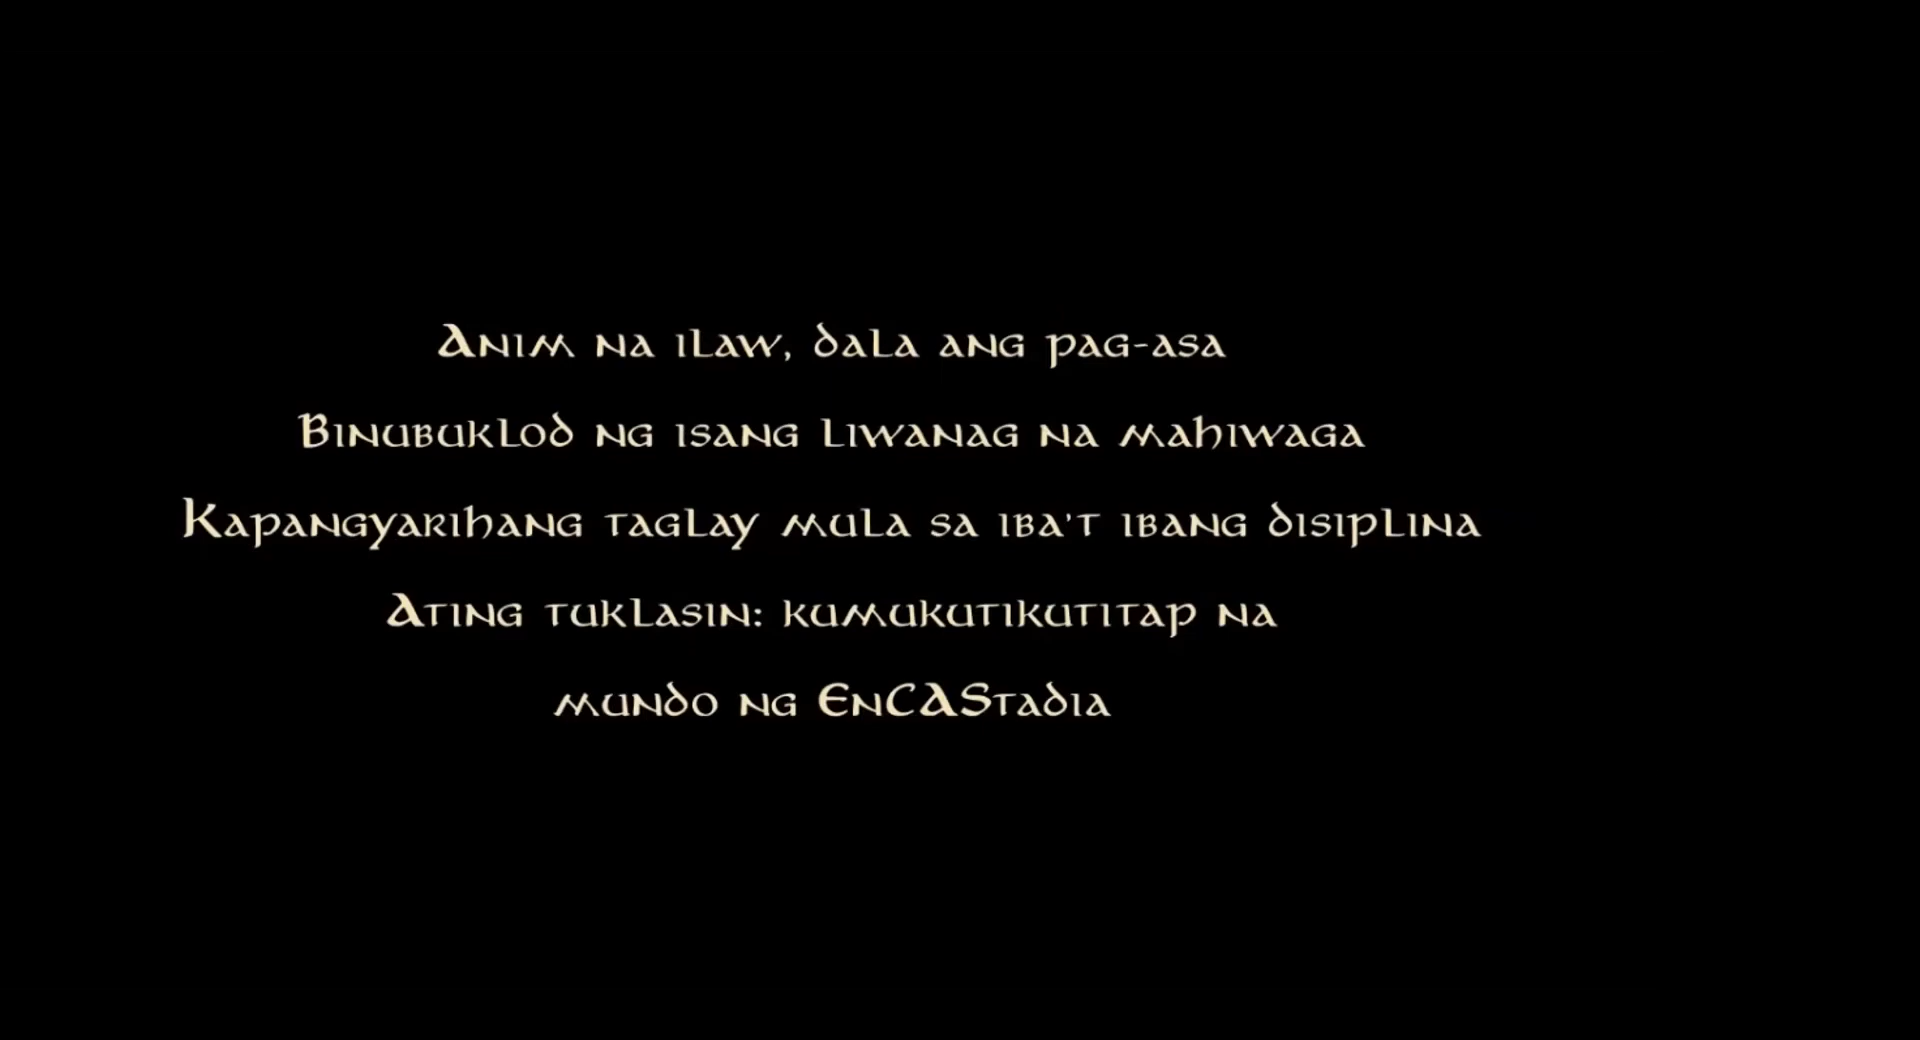 Anim na ilaw, dala ang pag-asa
Binubuklod ng isang liwanag na mahiwaga
Kapangyarihang taglay mula sa iba't ibang disiplina
Ating tuklasin: kumukutikutitap na
mundo ng EnCAStadia